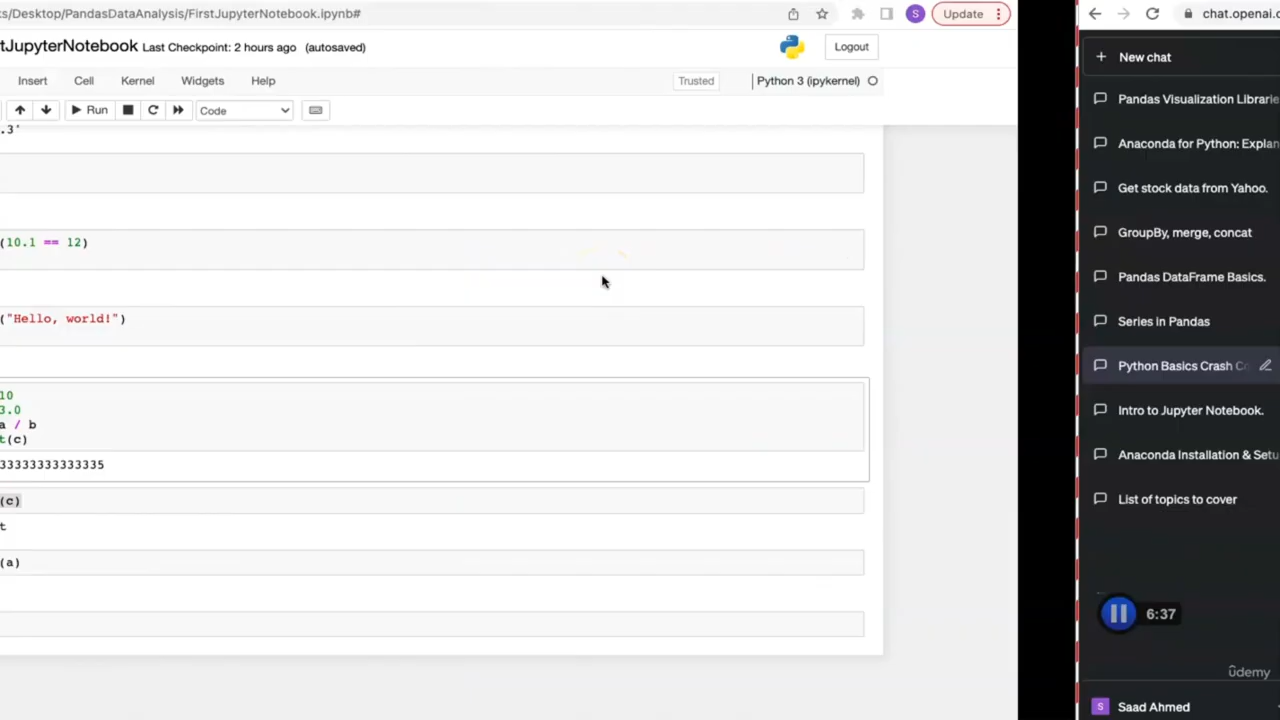 s/Desktop/PandasDataAnalysis/FirstJupyterNotebook.ipynb#
S
Update
tJupyterNotebook Last Checkpoint: 2 hours ago (autosaved)
Logout
Insert Cell Kernel Widgets Help
Trusted
Python 3 (ipykernel)
Run
Code
.3'
(10.1 == 12)
("Hello, world!")
10
3.0
a / b
t(c)
33333333333335
(c)
t
(a)
chat.openai.c
+ New chat
Pandas Visualization Librarie
Anaconda for Python: Explan
Get stock data from Yahoo.
GroupBy, merge, concat
Pandas DataFrame Basics.
Series in Pandas
Python Basics Crash Co
Intro to Jupyter Notebook.
Anaconda Installation & Setu
List of topics to cover
6:37
ûdemy
S Saad Ahmed